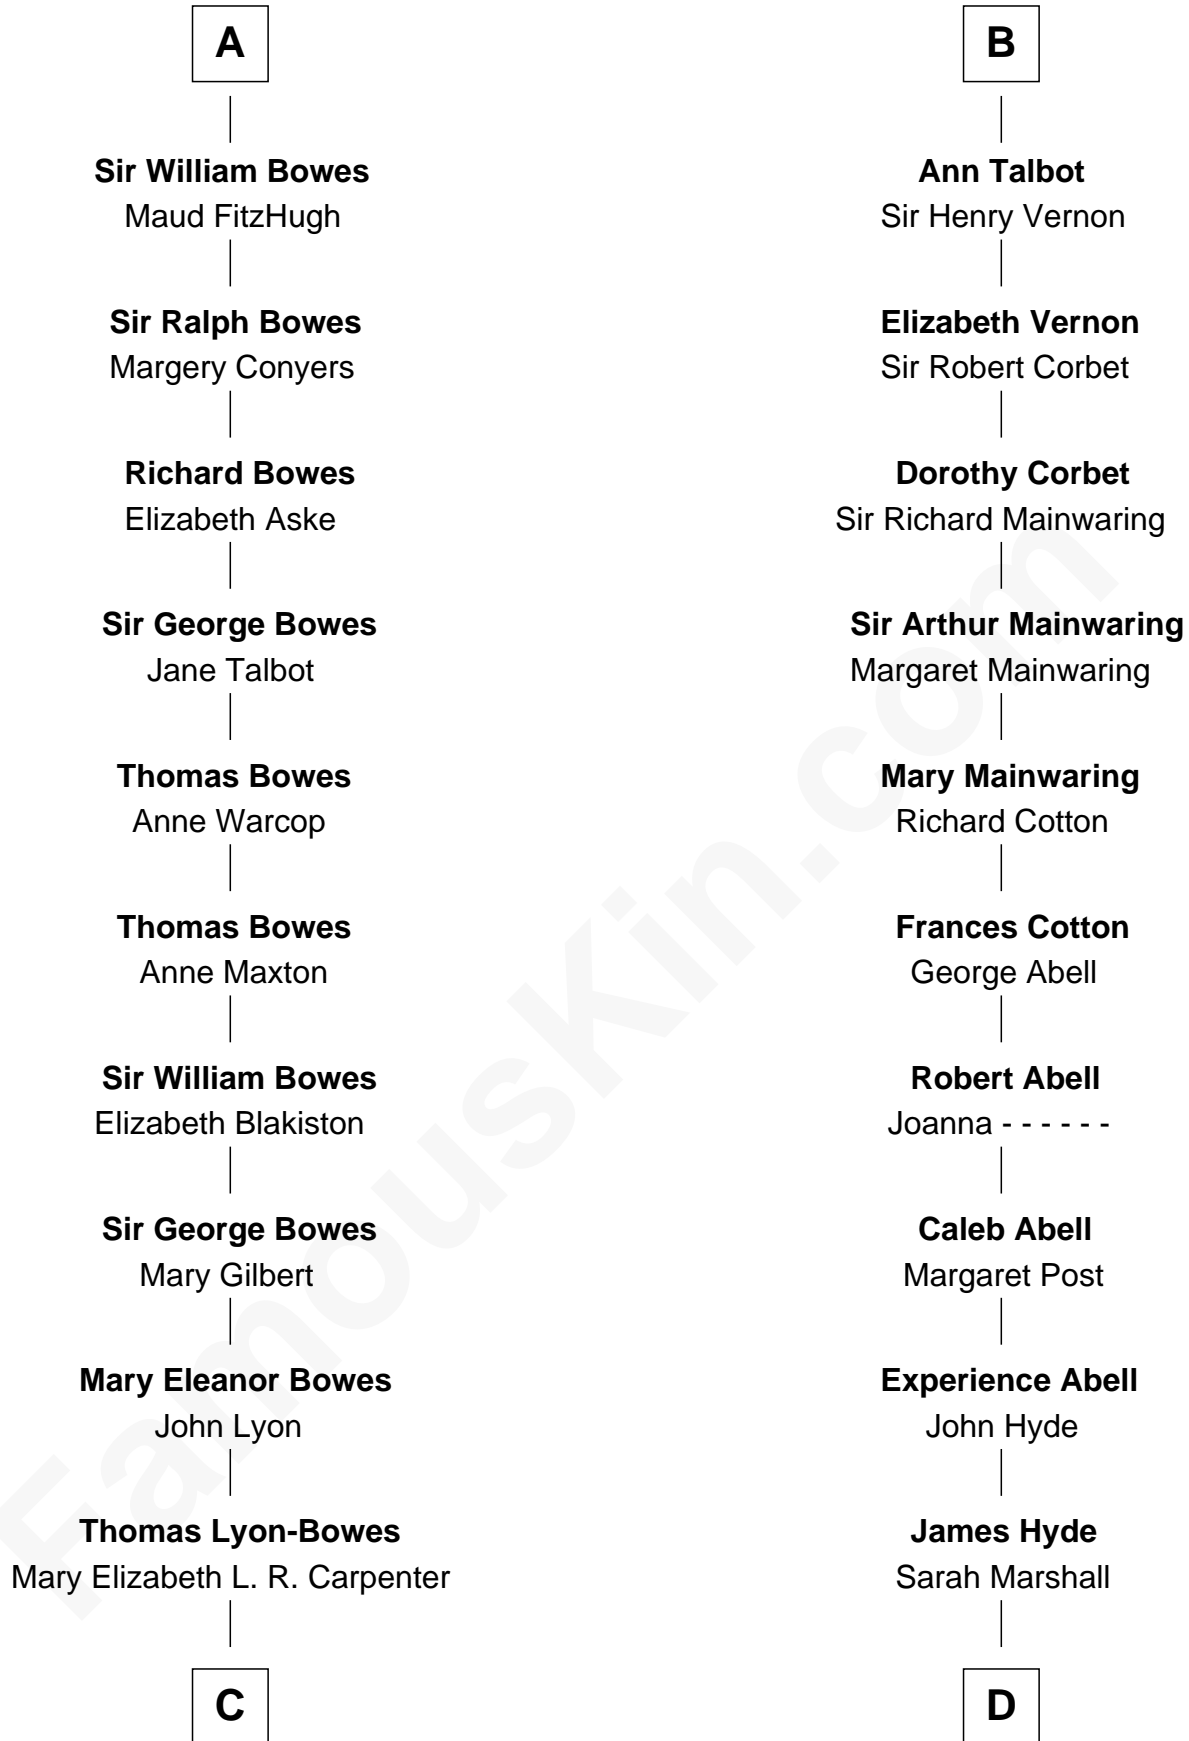 A
Sir William Bowes
Maud FitzHugh
Sir Ralph Bowes
Margery Conyers
Richard Bowes
Elizabeth Aske
Sir George Bowes
Jane Talbot
Thomas Bowes
Anne Warcop
Thomas Bowes
Anne Maxton
Sir William Bowes
Elizabeth Blakiston
Sir George Bowes
Mary Gilbert
Mary Eleanor Bowes
John Lyon
Thomas Lyon-Bowes
Mary Elizabeth L. R. Carpenter
C
B
Ann Talbot
Sir Henry Vernon
Elizabeth Vernon
Sir Robert Corbet
Dorothy Corbet
Sir Richard Mainwaring
Sir Arthur Mainwaring
Margaret Mainwaring
Mary Mainwaring
Richard Cotton
Frances Cotton
George Abell
Robert Abell
Joanna - - - - - -
Caleb Abell
Margaret Post
Experience Abell
John Hyde
James Hyde
Sarah Marshall
D
FamousKin.com